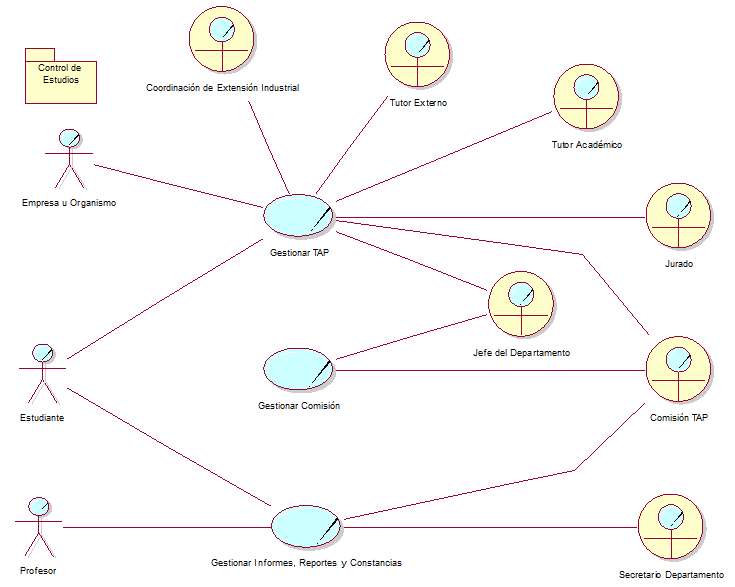 Control de
Estudios
Coordinación de Extensión Industrial
Tutor Externo
Tutor Académico
Empresa u Organismo
Gestionar TAP
Jurado
Jefe del Departamento
Gestionar Comisión
Estudiante
Comisión TAP
Gestionar Informes, Reportes y Constancias
Profesor
Secretario Departamento